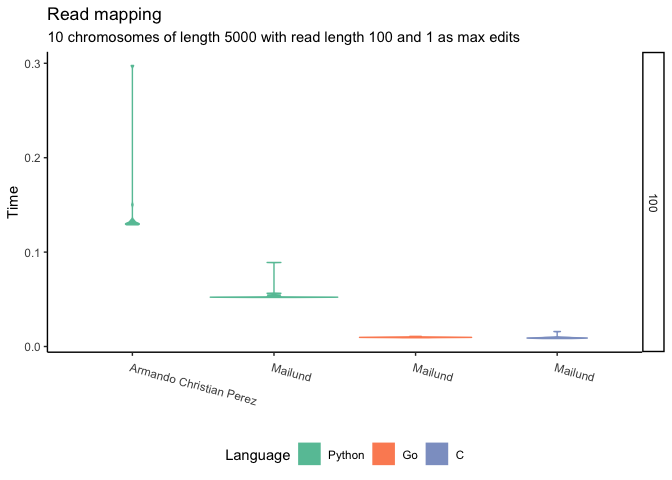 Read mapping
10 chromosomes of length 5000 with read length 100 and 1 as max edits
0.3
0.2
0.1
0.0
Time
100
Armando Christian Perez
Mailund
Mailund
Mailund
Language
Python
Go
C